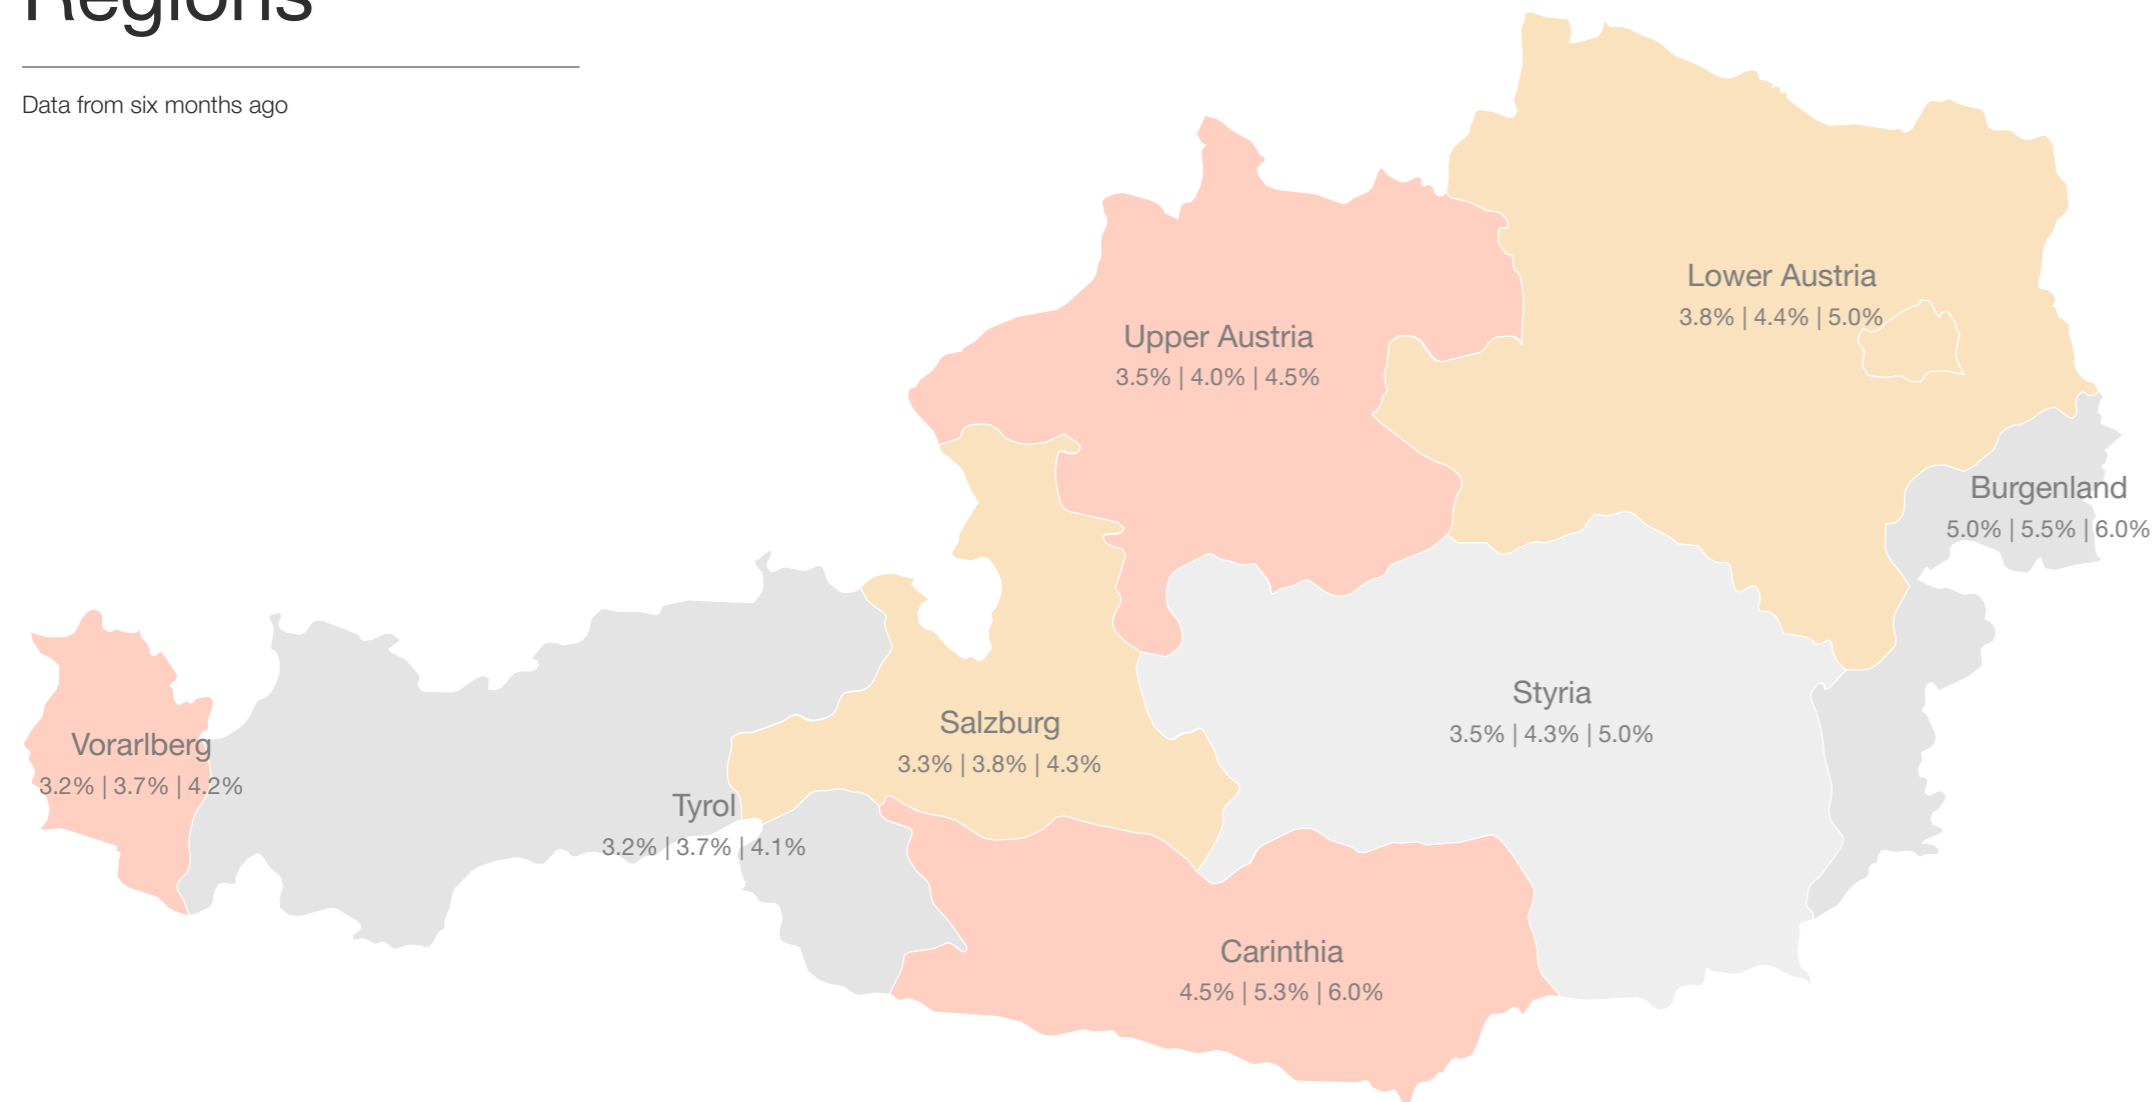 Regions
Data from six months ago
Lower Austria
3.8% | 4.4% | 5.0%
Upper Austria
3.5% | 4.0% | 4.5%
Burgenland
5.0% | 5.5% | 6.0%
Styria
3.5% | 4.3% | 5.0%
Salzburg
3.3% | 3.8% | 4.3%
Vorarlberg
3.2% | 3.7% | 4.2%
Tyrol
3.2% | 3.7% | 4.1%
Carinthia
4.5% | 5.3% | 6.0%